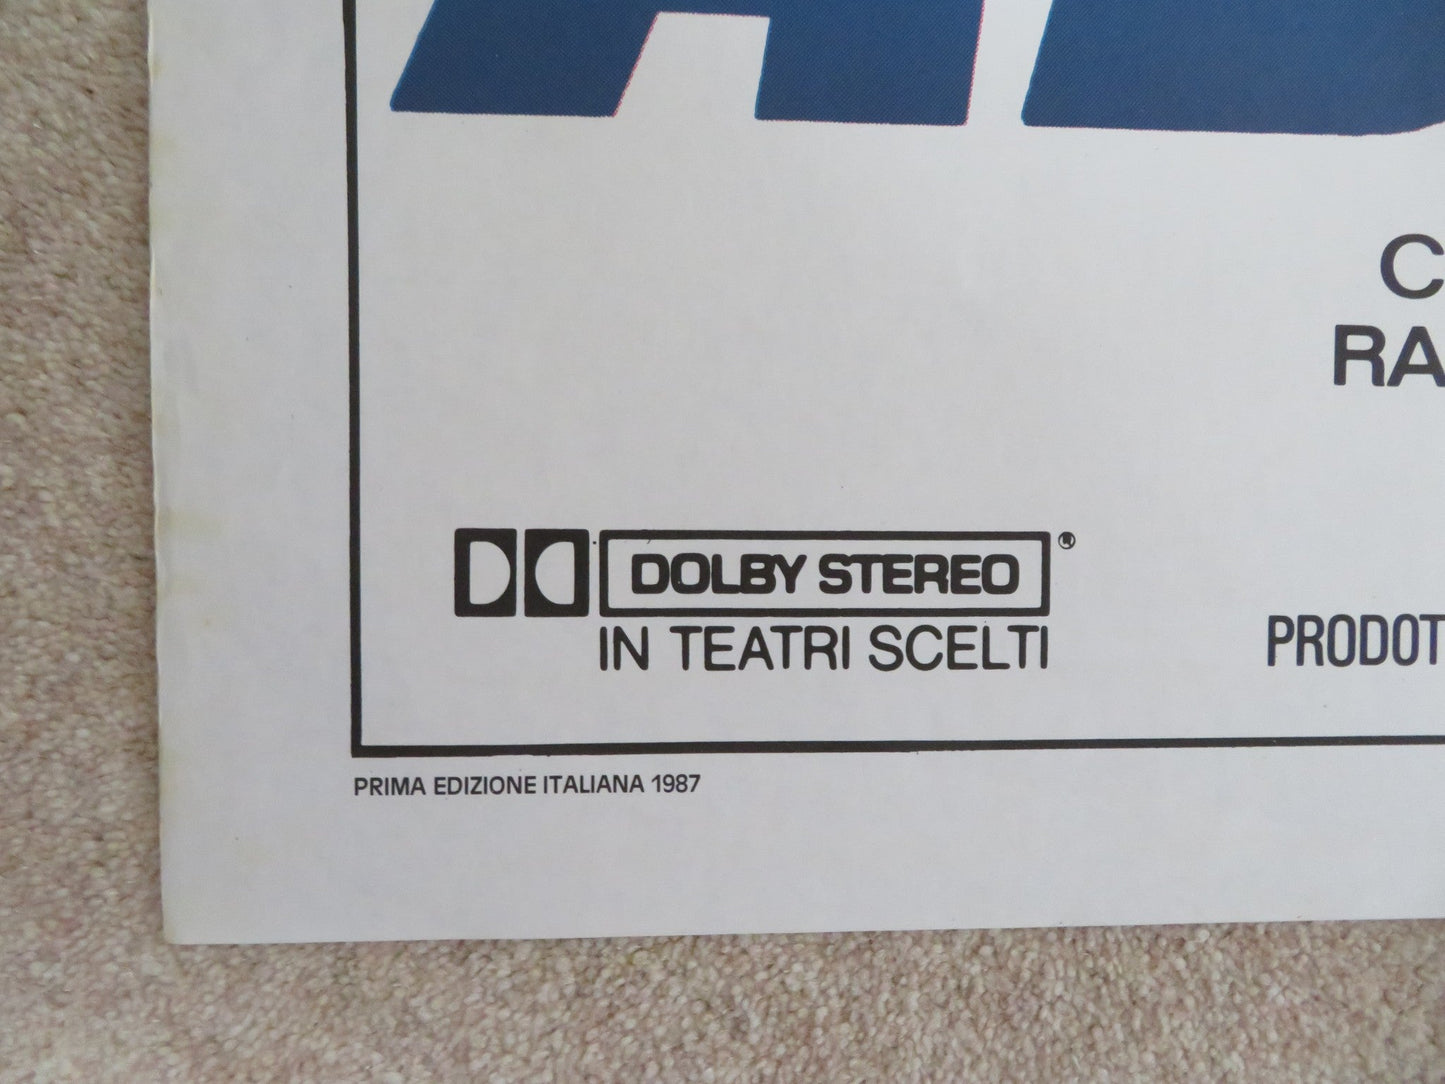 C
RA
DOLBY STEREO®
IN TEATRI SCELTI
PRODOT
PRIMA EDIZIONE ITALIANA 1987